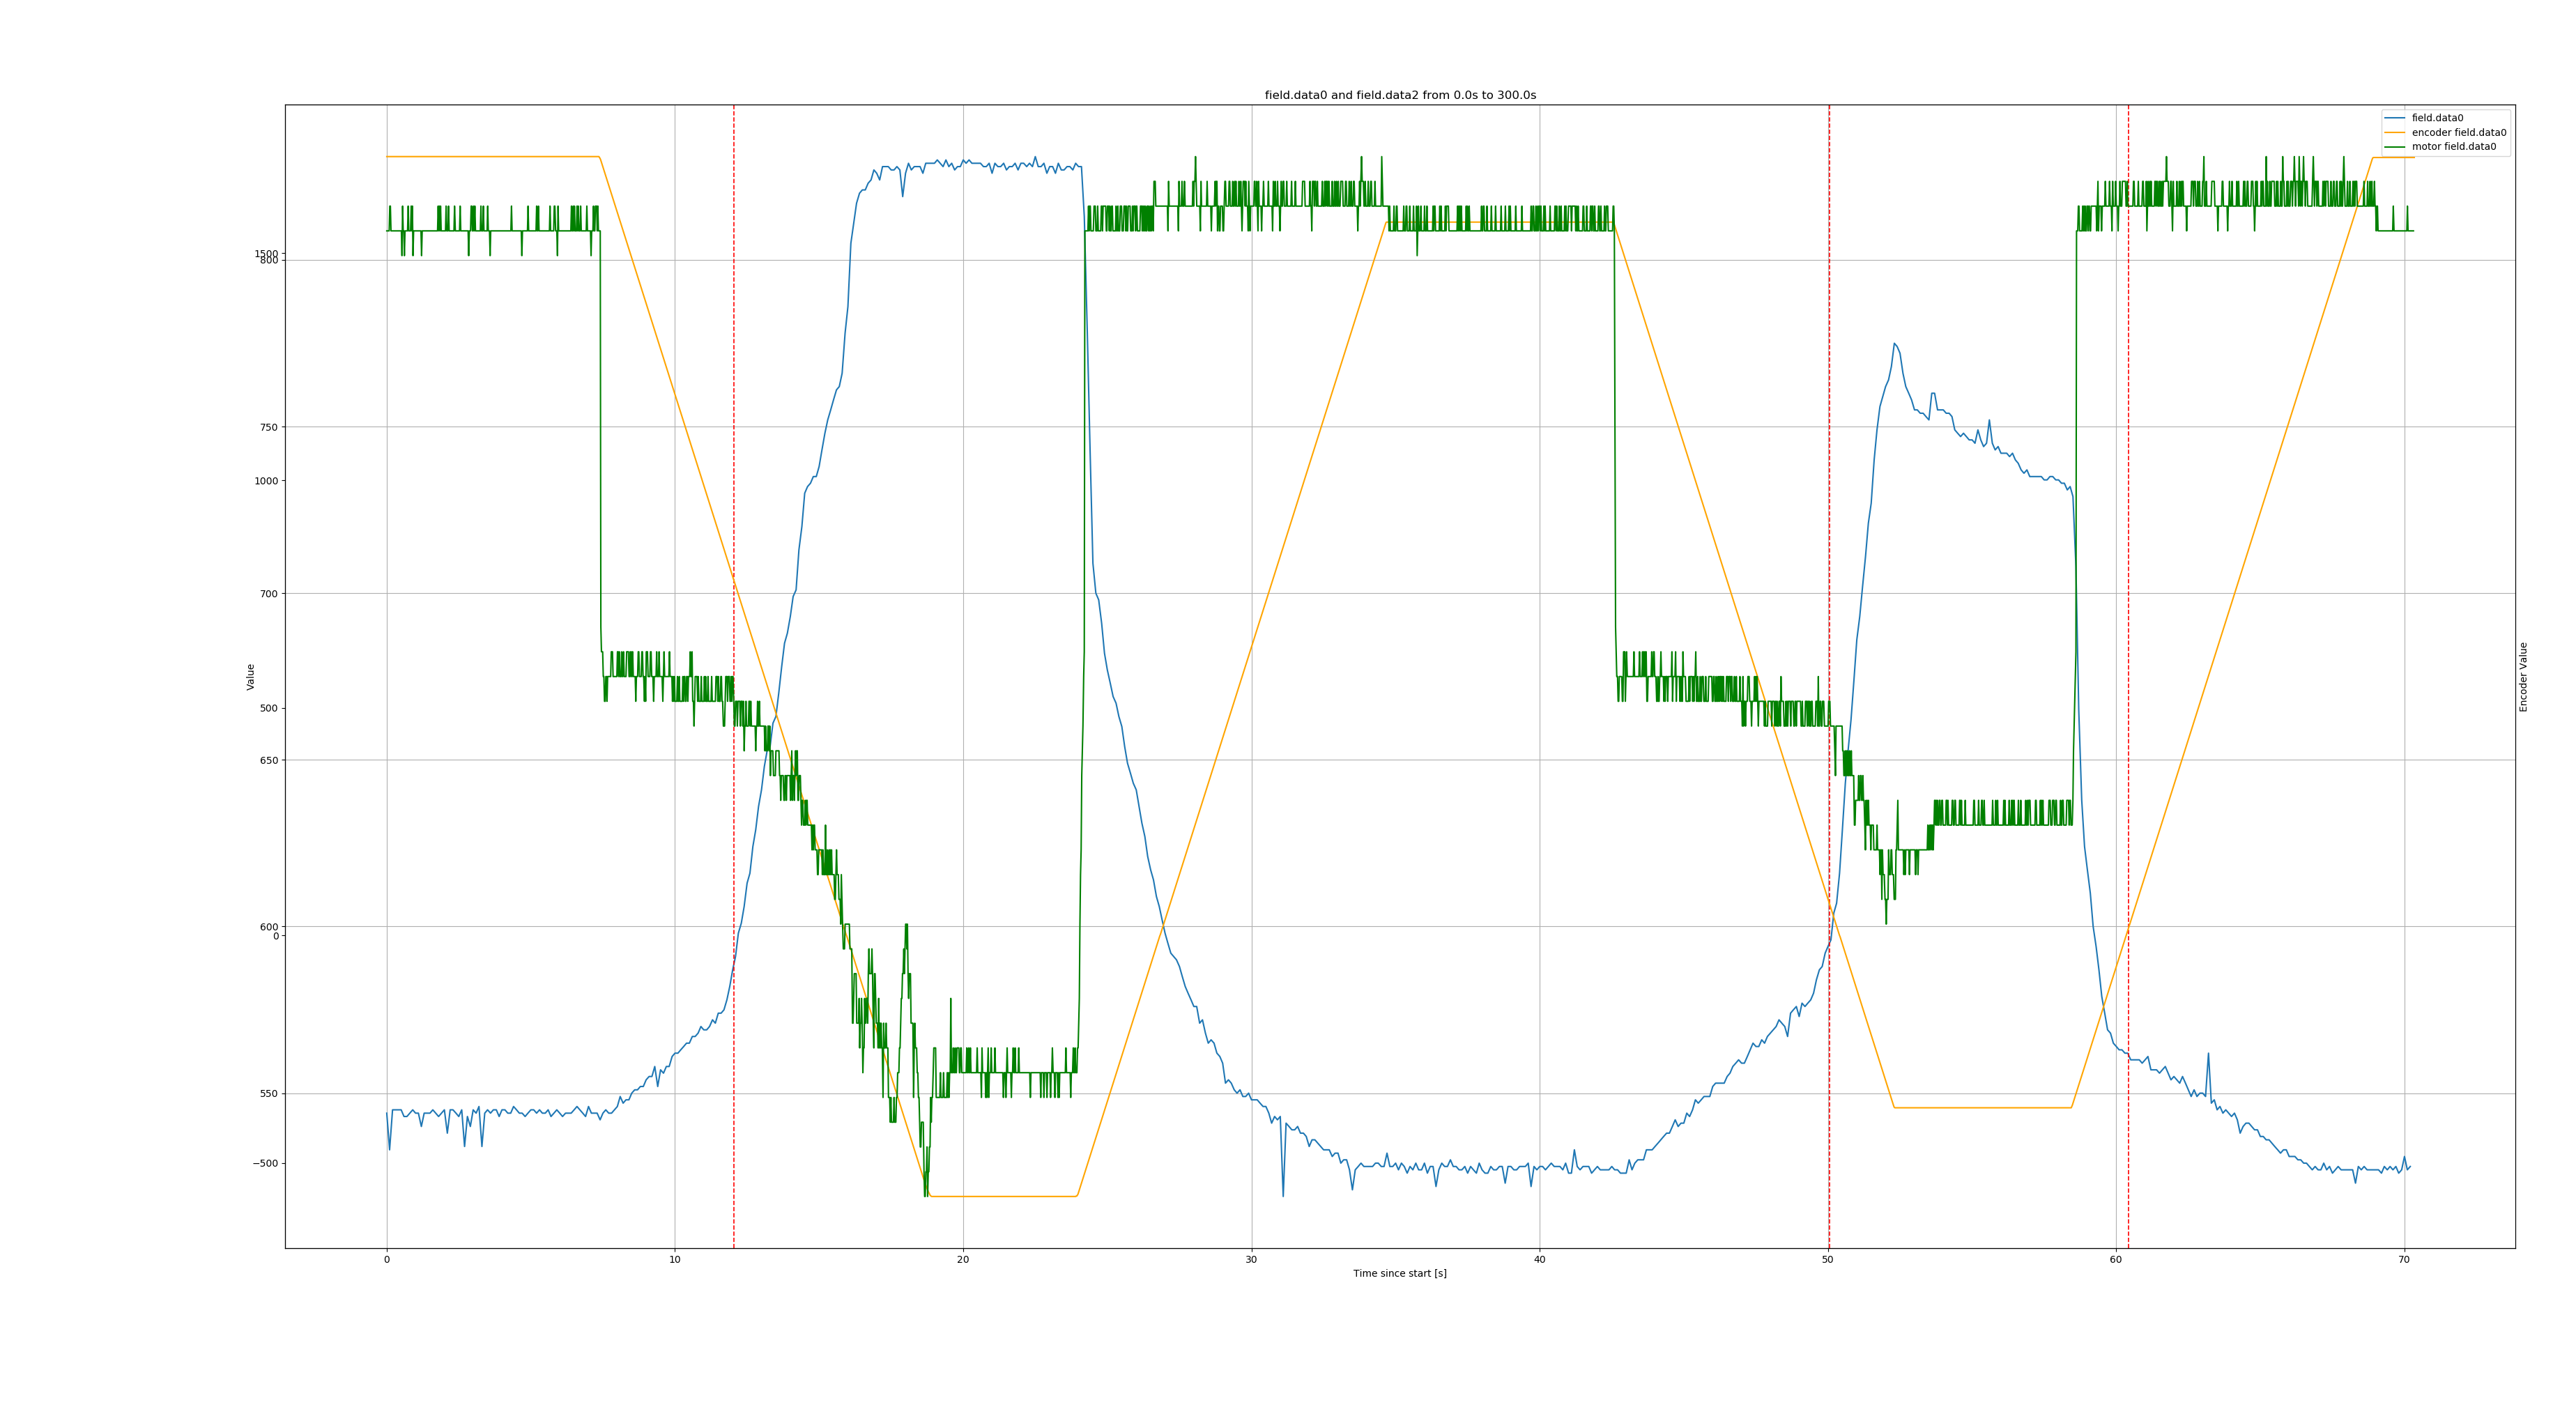 field.data0 and field.data2 from 0.0s to 300.0s
field.data0
encoder field.data0
motor field.data0
1500
800
750
1000
700
500
650
600
0
550
−500
Value
Encoder Value
0 10 20 30 40 50 60 70
Time since start [s]